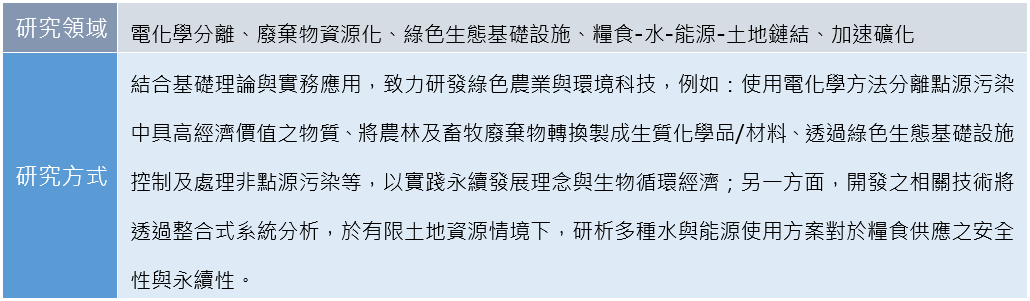 研究領域
電化學分離、廢棄物資源化、綠色生態基礎設施、糧食-水-能源-土地鏈結、加速礦化
研究方式
結合基礎理論與實務應用，致力研發綠色農業與環境科技，例如：使用電化學方法分離點源污染
中具高經濟價值之物質、將農林及畜牧廢棄物轉換製成生質化學品/材料、透過綠色生態基礎設施
控制及處理非點源污染等，以實踐永續發展理念與生物循環經濟；另一方面，開發之相關技術將
透過整合式系統分析，於有限土地資源情境下，研析多種水與能源使用方案對於糧食供應之安全
性與永續性。